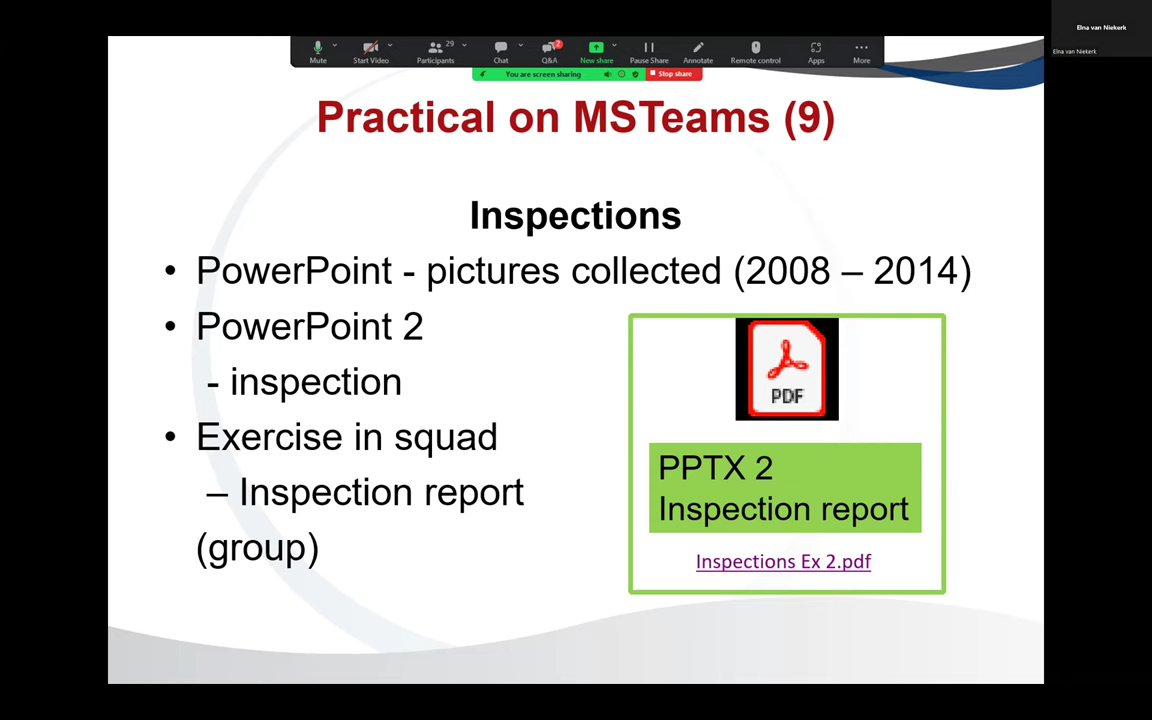 Elna van Niekerk
Elna van Niekerk
29
2
Mute
Start Video
Participants
Chat
Q&A
New share
Pause Share
Annotate
Remote control
Apps
More
You are screen sharing
Stop share
Practical on MSTeams (9)
Inspections
• PowerPoint - pictures collected (2008 – 2014)
• PowerPoint 2
- inspection
• Exercise in squad
– Inspection report
(group)
PDF
PPTX 2
Inspection report
Inspections Ex 2.pdf